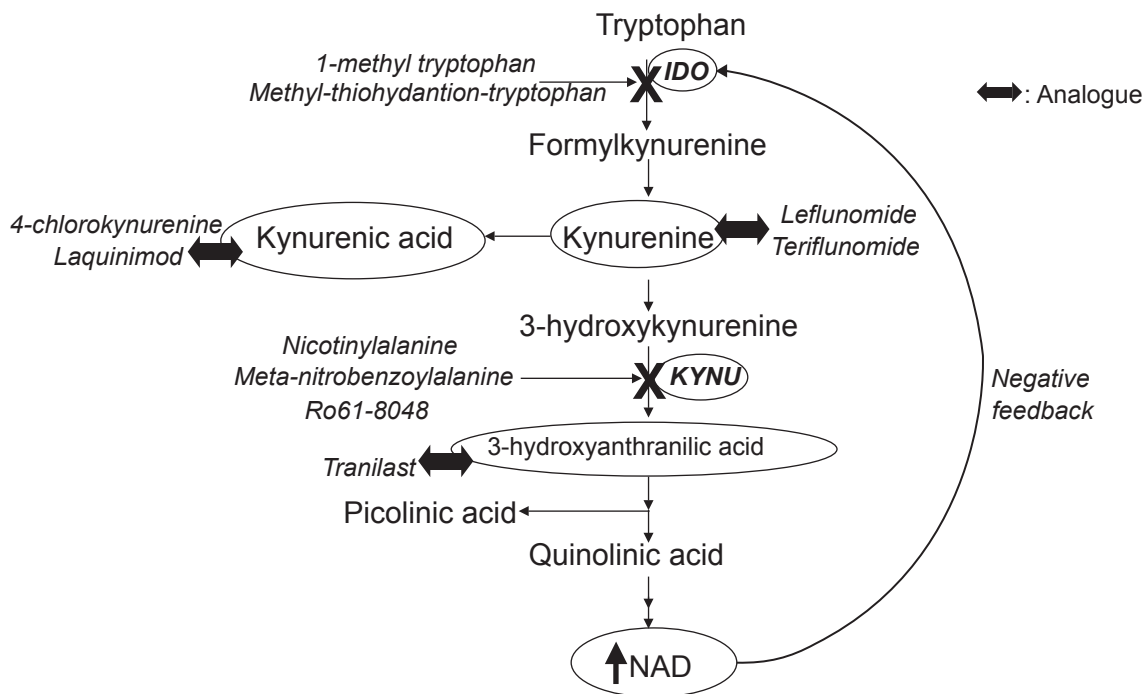 Tryptophan
1-methyl tryptophan
Methyl-thiohydantion-tryptophan
X
IDO
: Analogue
Formylkynurenine
4-chlorokynurenine
Laquinimod
Kynurenic acid
Kynurenine
Leflunomide
Teriflunomide
3-hydroxykynurenine
Nicotinylalanine
Meta-nitrobenzoylalanine
Ro61-8048
X
KYNU
Negative
feedback
3-hydroxyanthranilic acid
Tranilast
Picolinic acid
Quinolinic acid
NAD